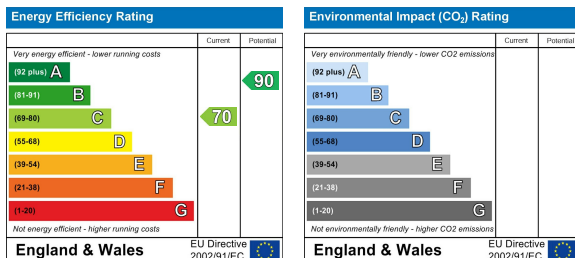 Energy Efficiency Rating
Current Potential
Very energy efficient - lower running costs
(92 plus) A
(81-91) B
(69-80) C
(55-68) D
(39-54) E
(21-38) F
(1-20) G
70
90
Not energy efficient - higher running costs
England & Wales
EU Directive
2002/91/EC
Environmental Impact (CO₂) Rating
Current Potential
Very environmentally friendly - lower CO2 emissions
(92 plus) A
(81-91) B
(69-80) C
(55-68) D
(39-54) E
(21-38) F
(1-20) G
Not environmentally friendly - higher CO2 emissions
England & Wales
EU Directive
2002/91/EC